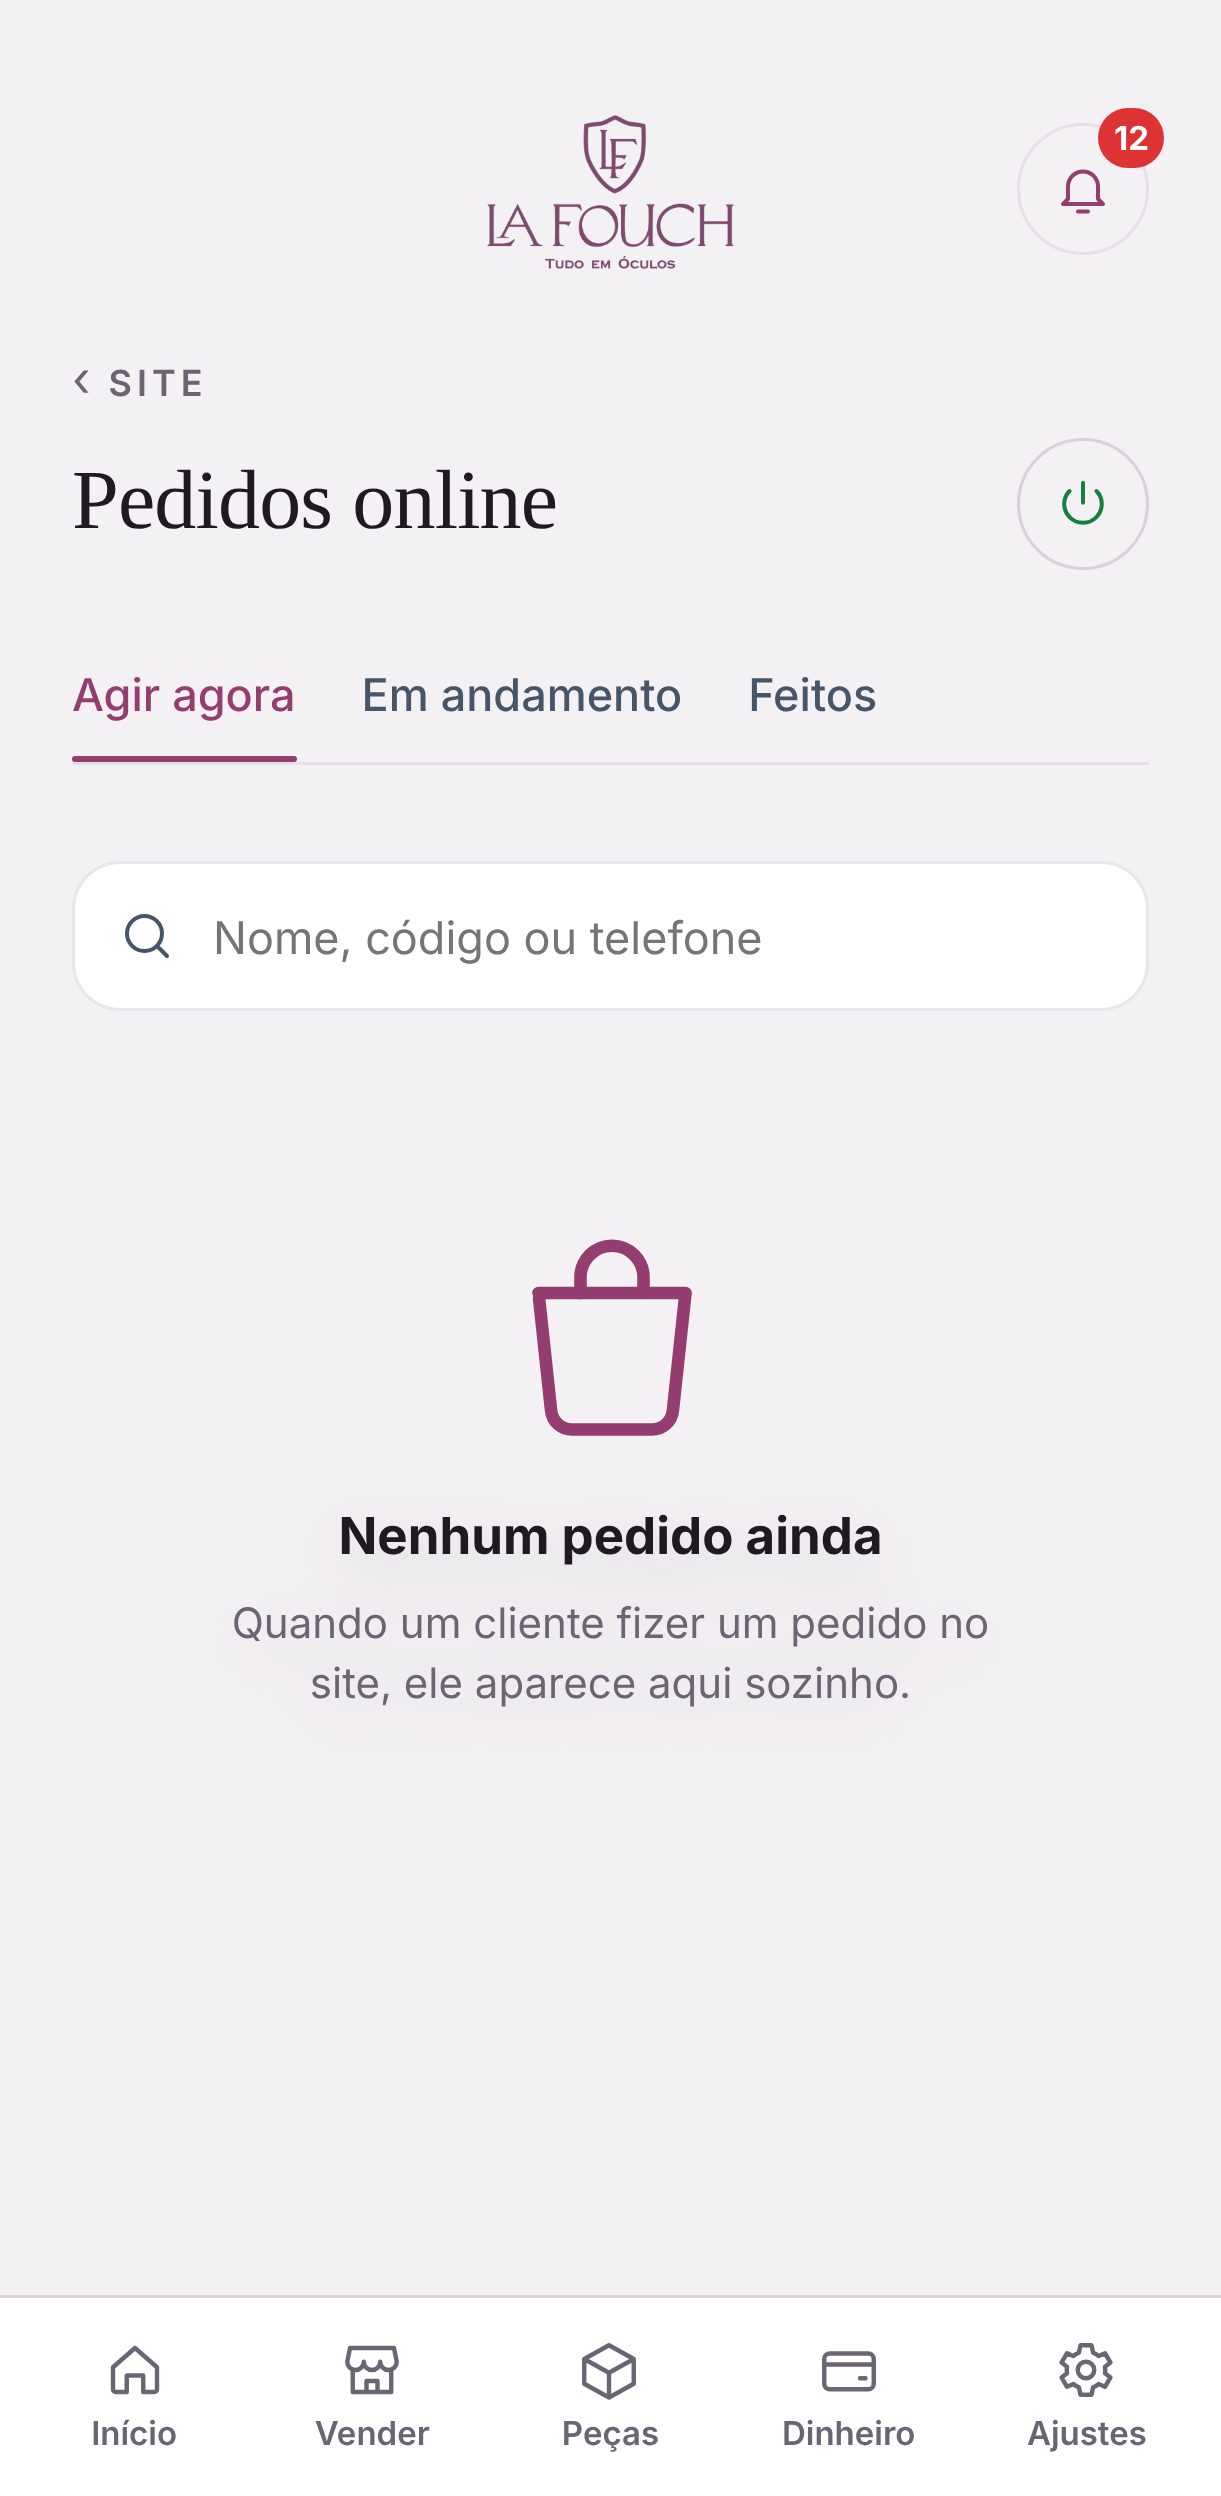 LF
LA FOUCH
TUDO EM ÓCULOS
12
SITE
Pedidos online
Agir agora
Em andamento
Feitos
Nome, código ou telefone
Nenhum pedido ainda
Quando um cliente fizer um pedido no
site, ele aparece aqui sozinho.
Início
Vender
Peças
Dinheiro
Ajustes